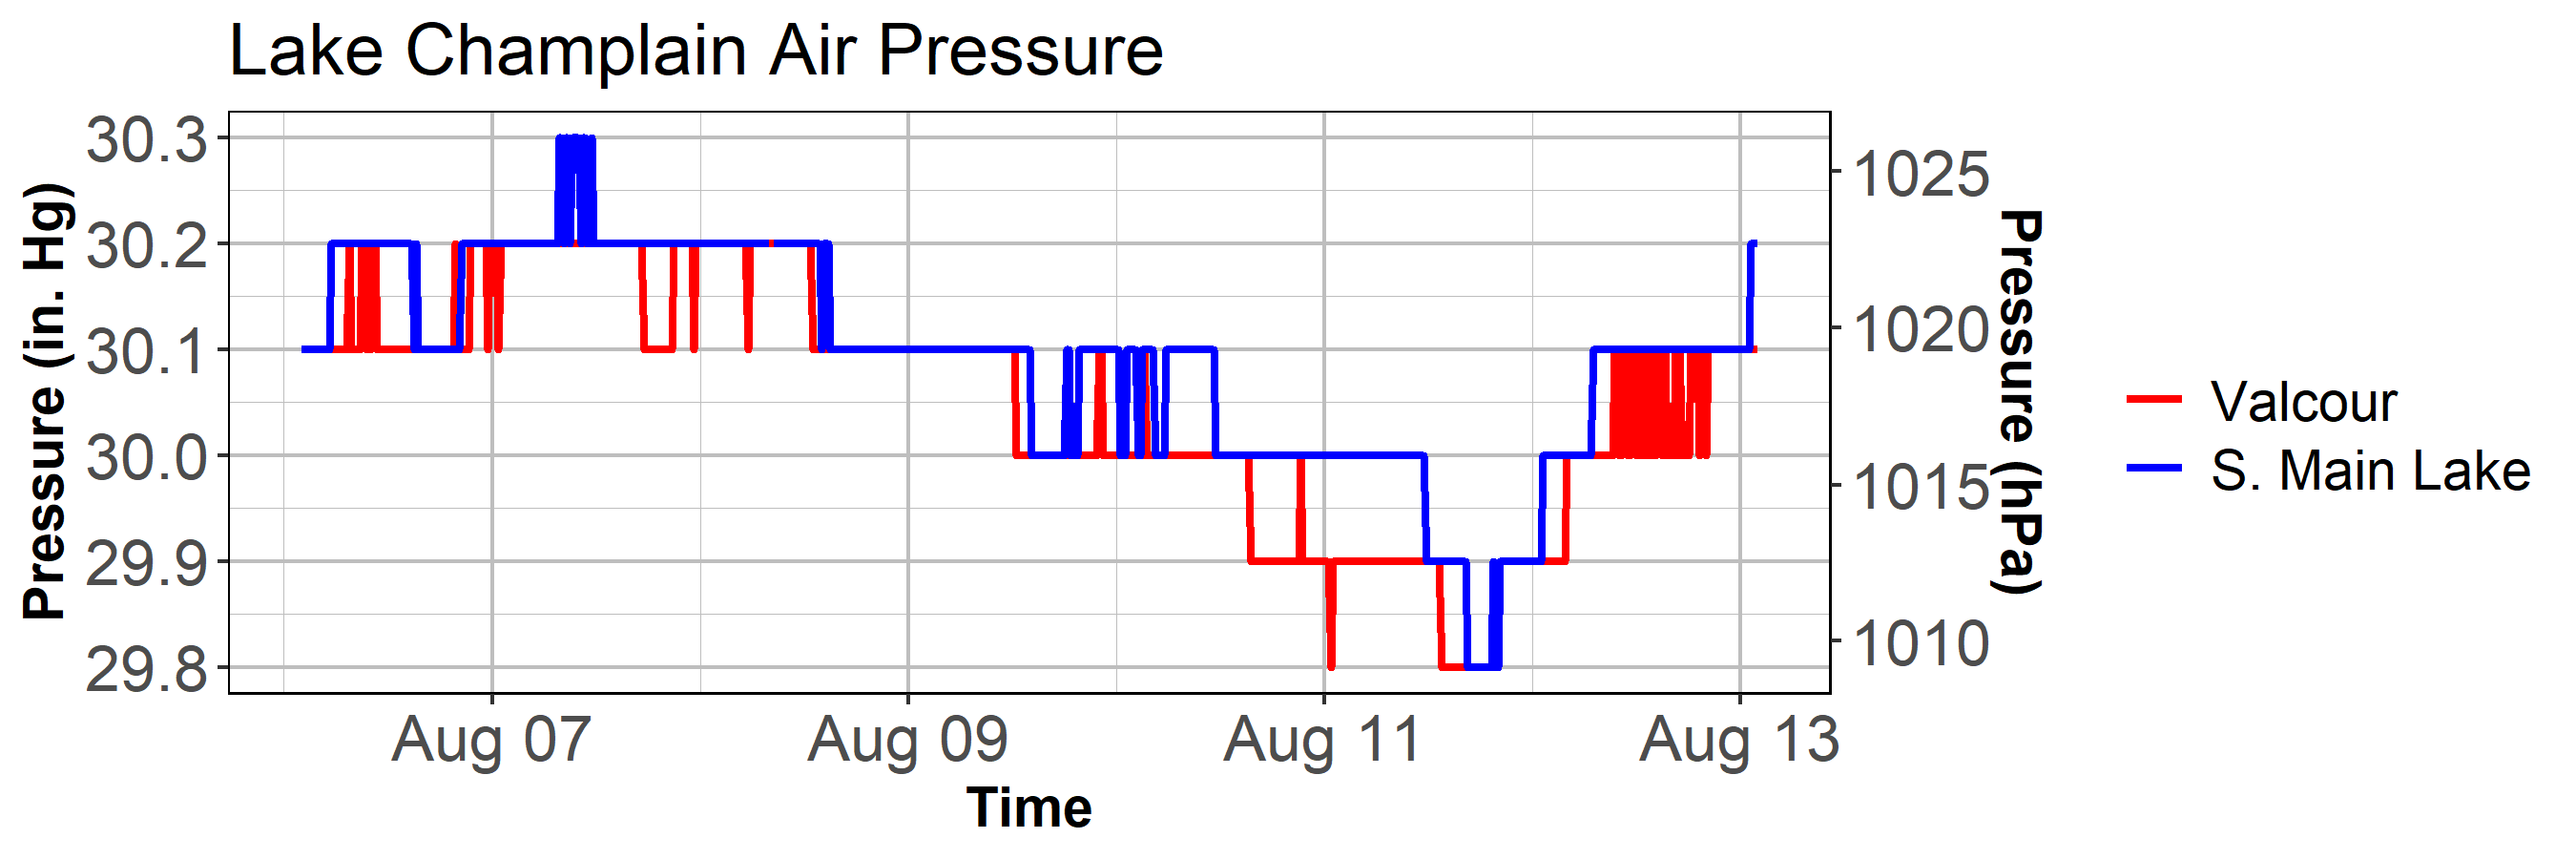 Lake Champlain Air Pressure
Pressure (in. Hg)
30.3
30.2
30.1
30.0
29.9
29.8
1025
1020
1015
1010
Pressure (hPa)
Aug 07 Aug 09 Aug 11 Aug 13
Time
Valcour
S. Main Lake